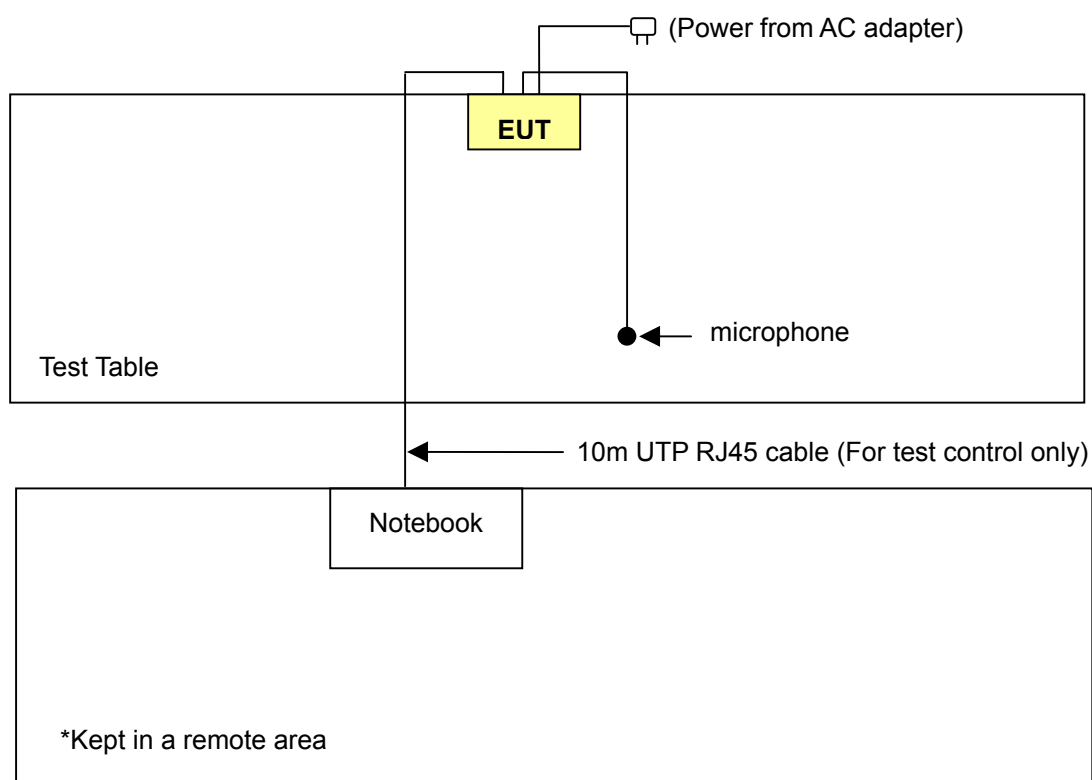 (Power from AC adapter)
EUT
microphone
Test Table
10m UTP RJ45 cable (For test control only)
Notebook
*Kept in a remote area